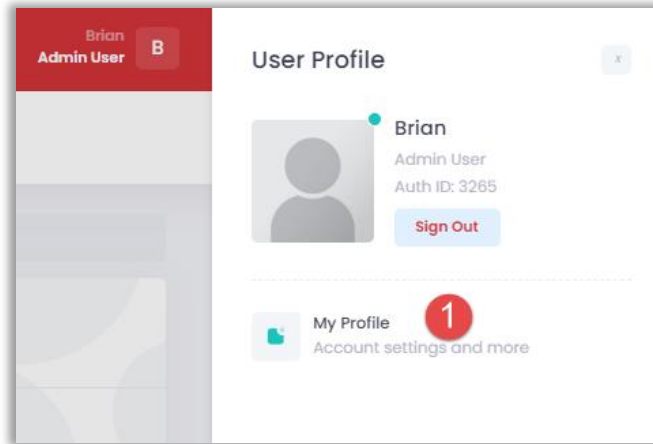 Brian
Admin User
B
User Profile
x
Brian
Admin User
Auth ID: 3265
Sign Out
My Profile
1
Account settings and more